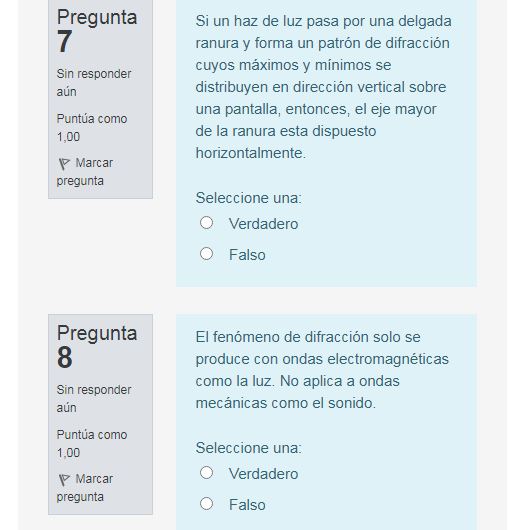 Pregunta
7
Sin responder
aún
Puntúa como
1,00
Marcar
pregunta
Si un haz de luz pasa por una delgada
ranura y forma un patrón de difracción
cuyos máximos y mínimos se
distribuyen en dirección vertical sobre
una pantalla, entonces, el eje mayor
de la ranura esta dispuesto
horizontalmente.
Seleccione una:
Verdadero
Falso
Pregunta
8
Sin responder
aún
Puntúa como
1,00
Marcar
pregunta
El fenómeno de difracción solo se
produce con ondas electromagnéticas
como la luz. No aplica a ondas
mecánicas como el sonido.
Seleccione una:
Verdadero
Falso